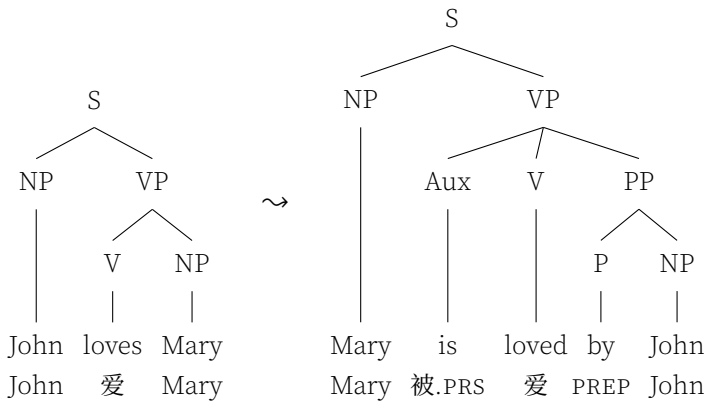 S
NP VP
Aux V PP
P NP
Mary is loved by John
Mary 被.PRS 爱 PREP John
S
NP VP
V NP
John loves Mary
John 爱 Mary
⤳